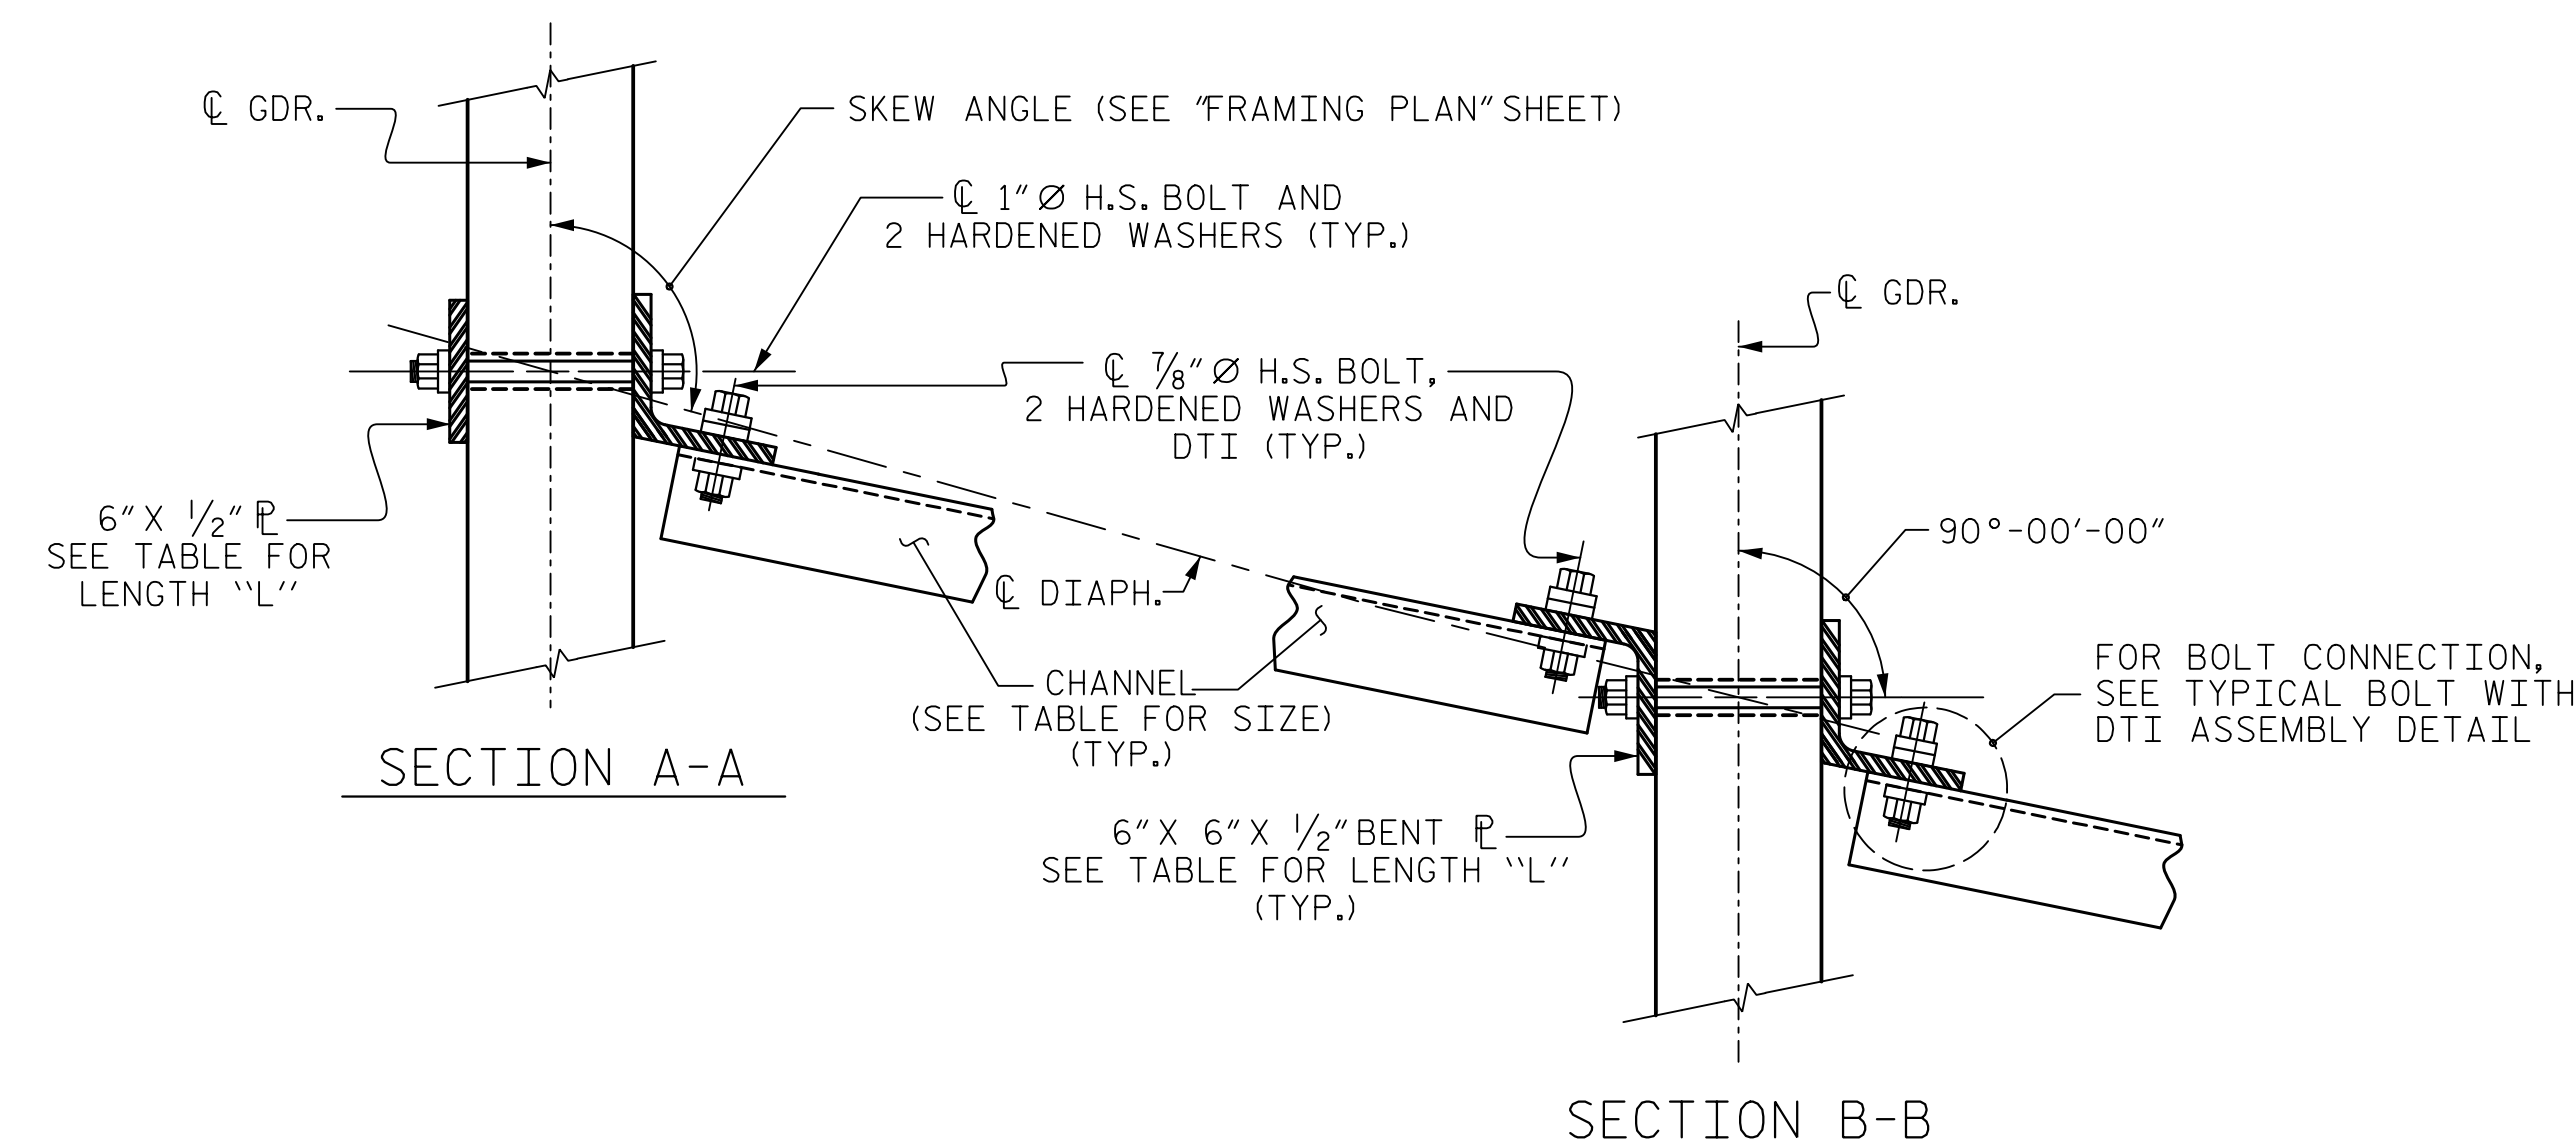 ℄ GDR.
SKEW ANGLE (SEE "FRAMING PLAN" SHEET)
℄ 1" Ø H.S. BOLT AND
2 HARDENED WASHERS (TYP.)
℄ GDR.
℄ 7/8" Ø H.S. BOLT,
2 HARDENED WASHERS AND
DTI (TYP.)
6" X 1/2" ⅊
SEE TABLE FOR
LENGTH "L"
90°-00'-00"
℄ DIAPH.
CHANNEL
(SEE TABLE FOR SIZE)
(TYP.)
FOR BOLT CONNECTION,
SEE TYPICAL BOLT WITH
DTI ASSEMBLY DETAIL
SECTION A-A
6" X 6" X 1/2" BENT ⅊
SEE TABLE FOR LENGTH "L"
(TYP.)
SECTION B-B